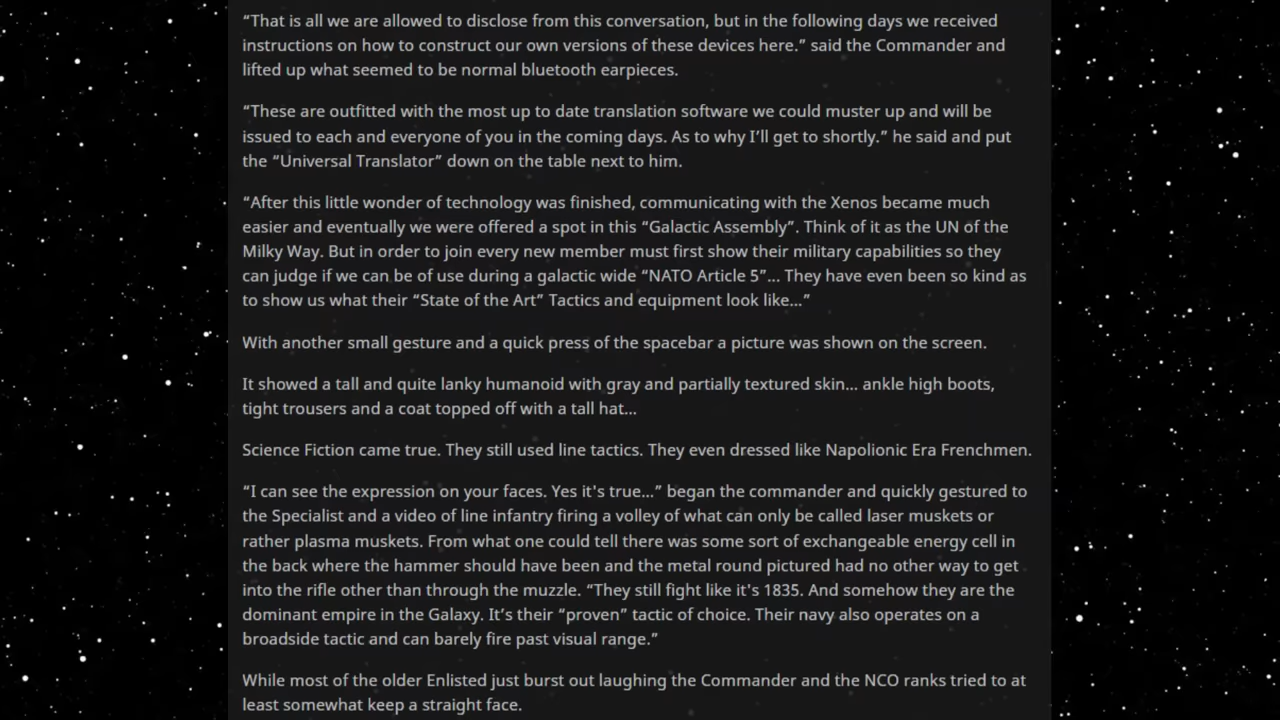 “That is all we are allowed to disclose from this conversation, but in the following days we received
instructions on how to construct our own versions of these devices here.” said the Commander and
lifted up what seemed to be normal bluetooth earpieces.
“These are outfitted with the most up to date translation software we could muster up and will be
issued to each and everyone of you in the coming days. As to why I’ll get to shortly.” he said and put
the “Universal Translator” down on the table next to him.
“After this little wonder of technology was finished, communicating with the Xenos became much
easier and eventually we were offered a spot in this “Galactic Assembly”. Think of it as the UN of the
Milky Way. But in order to join every new member must first show their military capabilities so they
can judge if we can be of use during a galactic wide “NATO Article 5”... They have even been so kind as
to show us what their “State of the Art” Tactics and equipment look like...”
With another small gesture and a quick press of the spacebar a picture was shown on the screen.
It showed a tall and quite lanky humanoid with gray and partially textured skin... ankle high boots,
tight trousers and a coat topped off with a tall hat...
Science Fiction came true. They still used line tactics. They even dressed like Napolionic Era Frenchmen.
“I can see the expression on your faces. Yes it's true...” began the commander and quickly gestured to
the Specialist and a video of line infantry firing a volley of what can only be called laser muskets or
rather plasma muskets. From what one could tell there was some sort of exchangeable energy cell in
the back where the hammer should have been and the metal round pictured had no other way to get
into the rifle other than through the muzzle. “They still fight like it's 1835. And somehow they are the
dominant empire in the Galaxy. It’s their “proven” tactic of choice. Their navy also operates on a
broadside tactic and can barely fire past visual range.”
While most of the older Enlisted just burst out laughing the Commander and the NCO ranks tried to at
least somewhat keep a straight face.